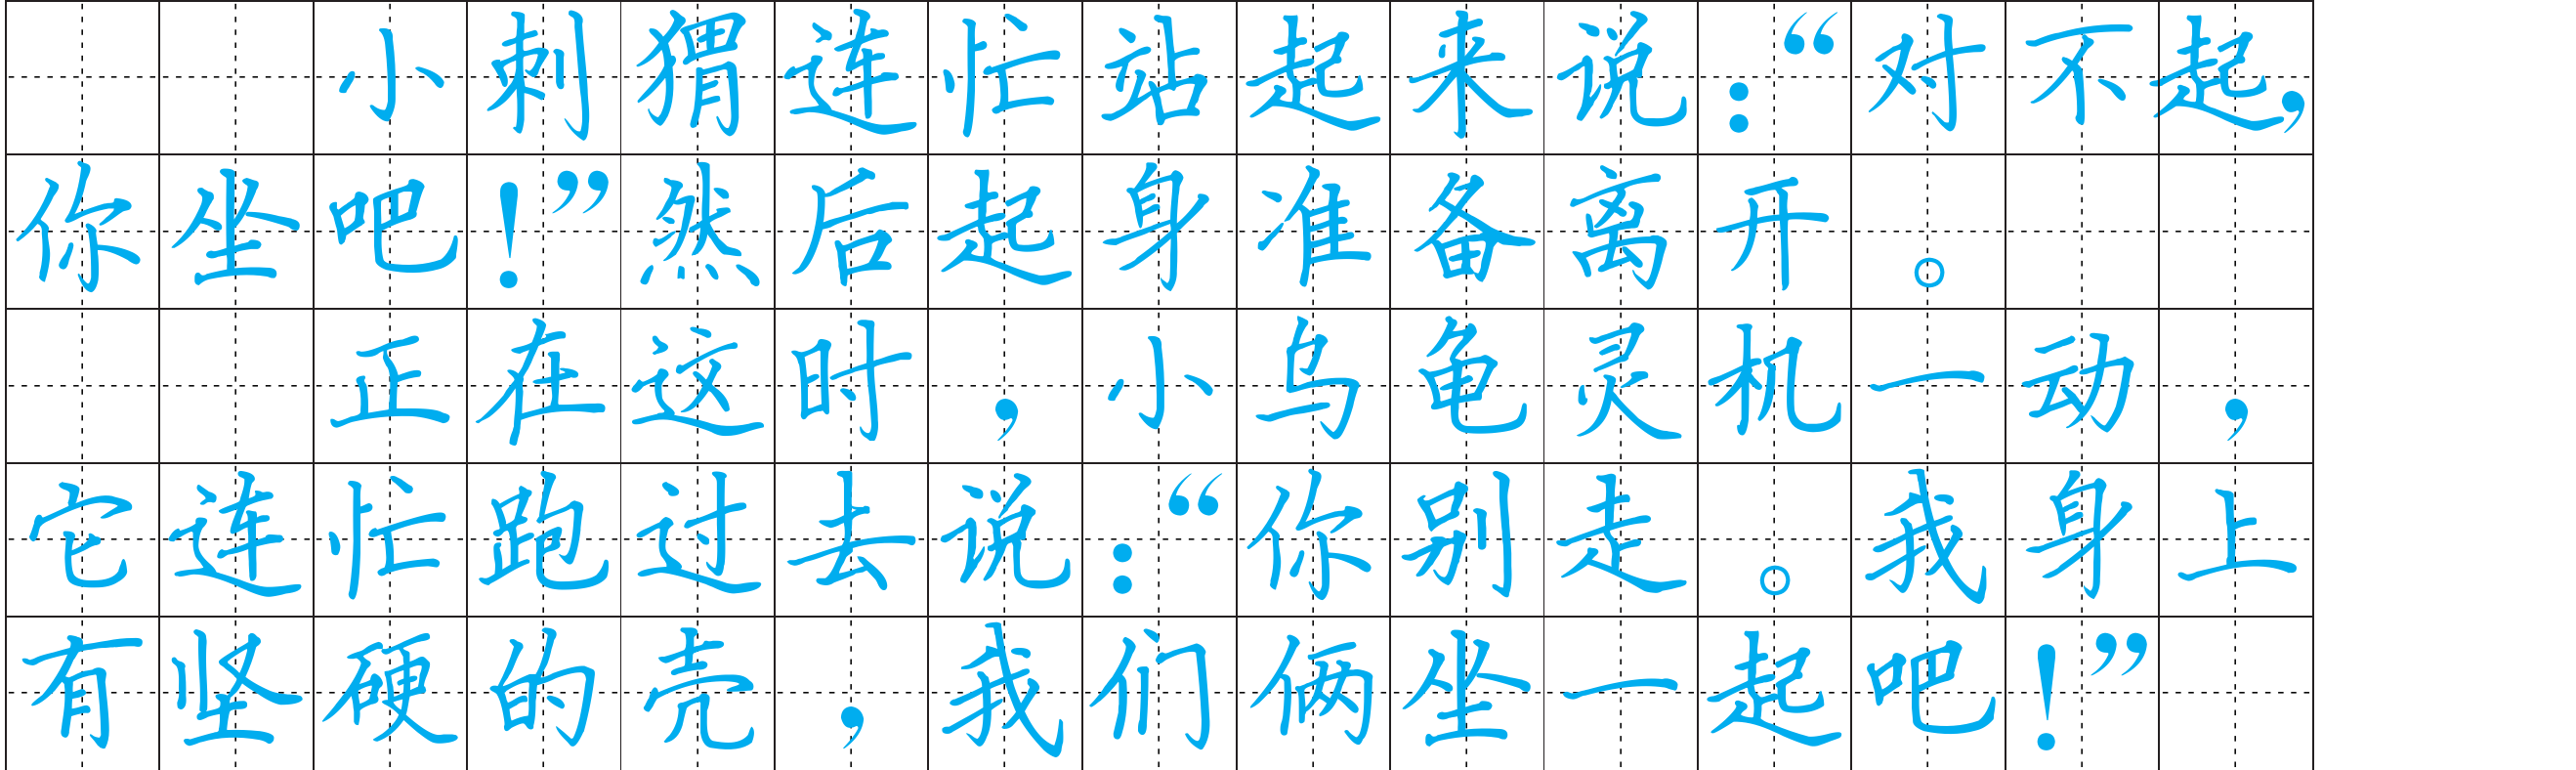 小刺猬连忙站起来说：“对不起，
你坐吧！”然后起身准备离开。
正在这时，小乌龟灵机一动，
它连忙跑过去说：“你别走。我身上
有坚硬的壳，我们俩坐一起吧！”